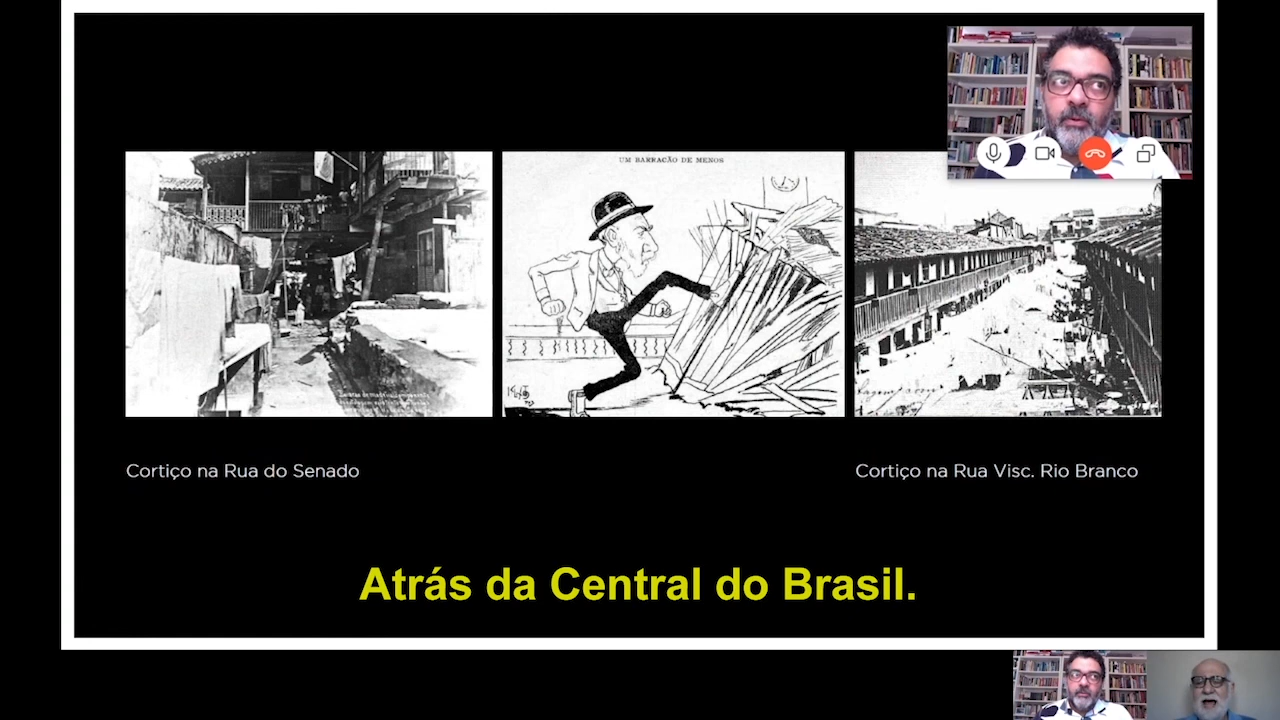 UM BARRACÃO DE MENOS
Cortiço na Rua do Senado
Cortiço na Rua Visc. Rio Branco
Atrás da Central do Brasil.